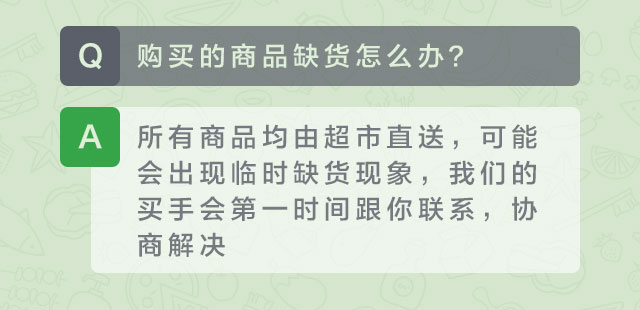 Q 购买的商品缺货怎么办？
A 所有商品均由超市直送，可能
会出现临时缺货现象，我们的
买手会第一时间跟你联系，协
商解决